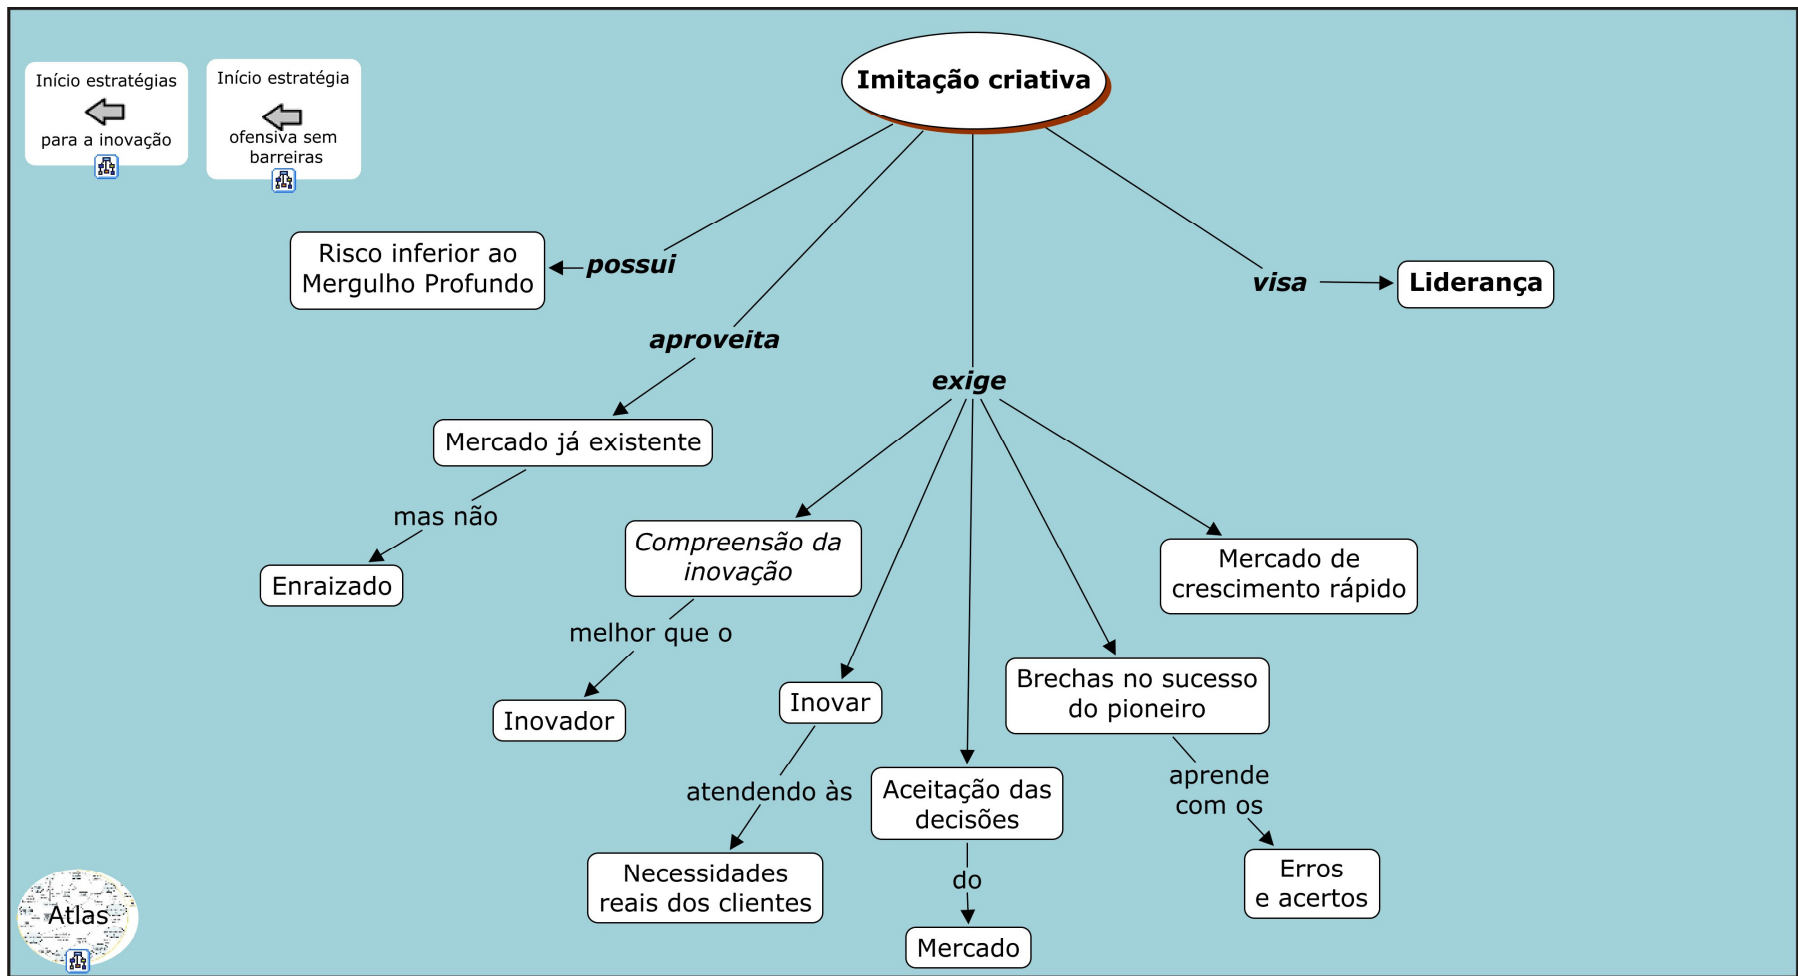 Imitação criativa
Início estratégias
para a inovação
Início estratégia
ofensiva sem
barreiras
Risco inferior ao
Mergulho Profundo
possui
visa
Liderança
aproveita
exige
Mercado já existente
mas não
Enraizado
Compreensão da
inovação
melhor que o
Inovador
Mercado de
crescimento rápido
Inovar
atendendo às
Necessidades
reais dos clientes
Brechas no sucesso
do pioneiro
aprende
com os
Erros
e acertos
Aceitação das
decisões
do
Mercado
Atlas